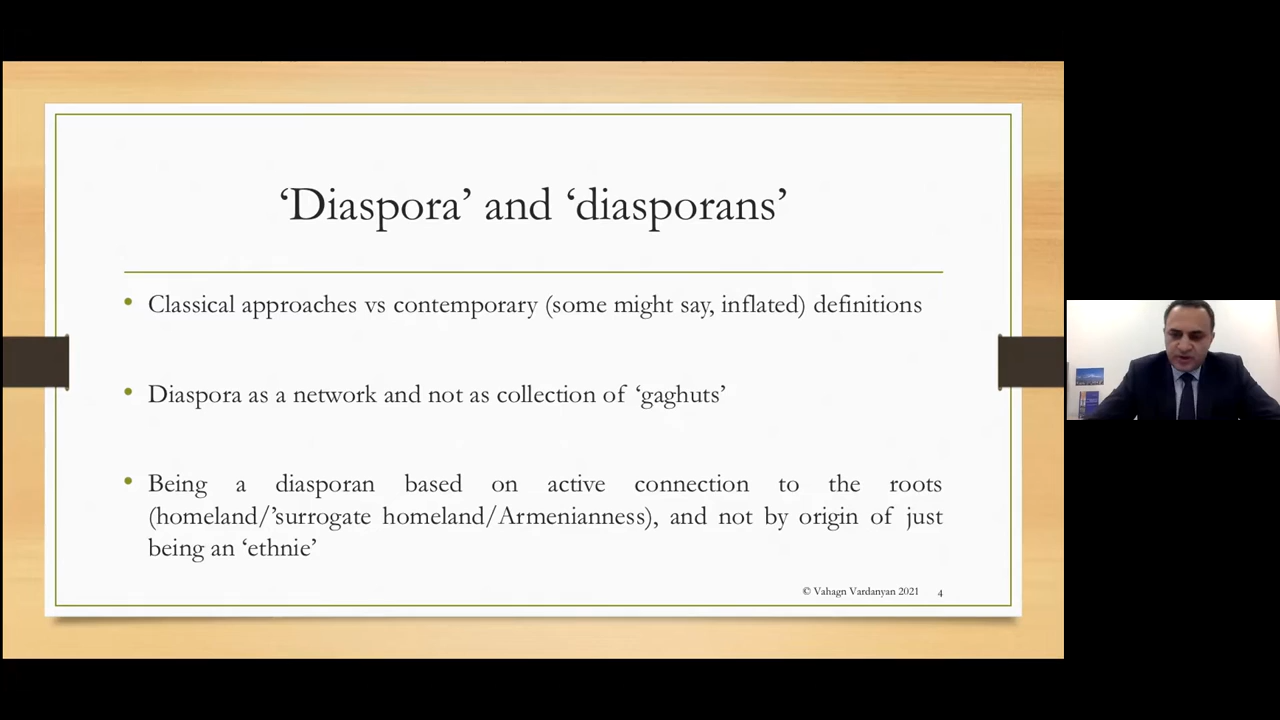 ‘Diaspora’ and ‘diasporans’
• Classical approaches vs contemporary (some might say, inflated) definitions
• Diaspora as a network and not as collection of ‘gaghuts’
• Being a diasporan based on active connection to the roots
(homeland/’surrogate homeland/Armenianness), and not by origin of just
being an ‘ethnie’
© Vahagn Vardanyan 2021 4